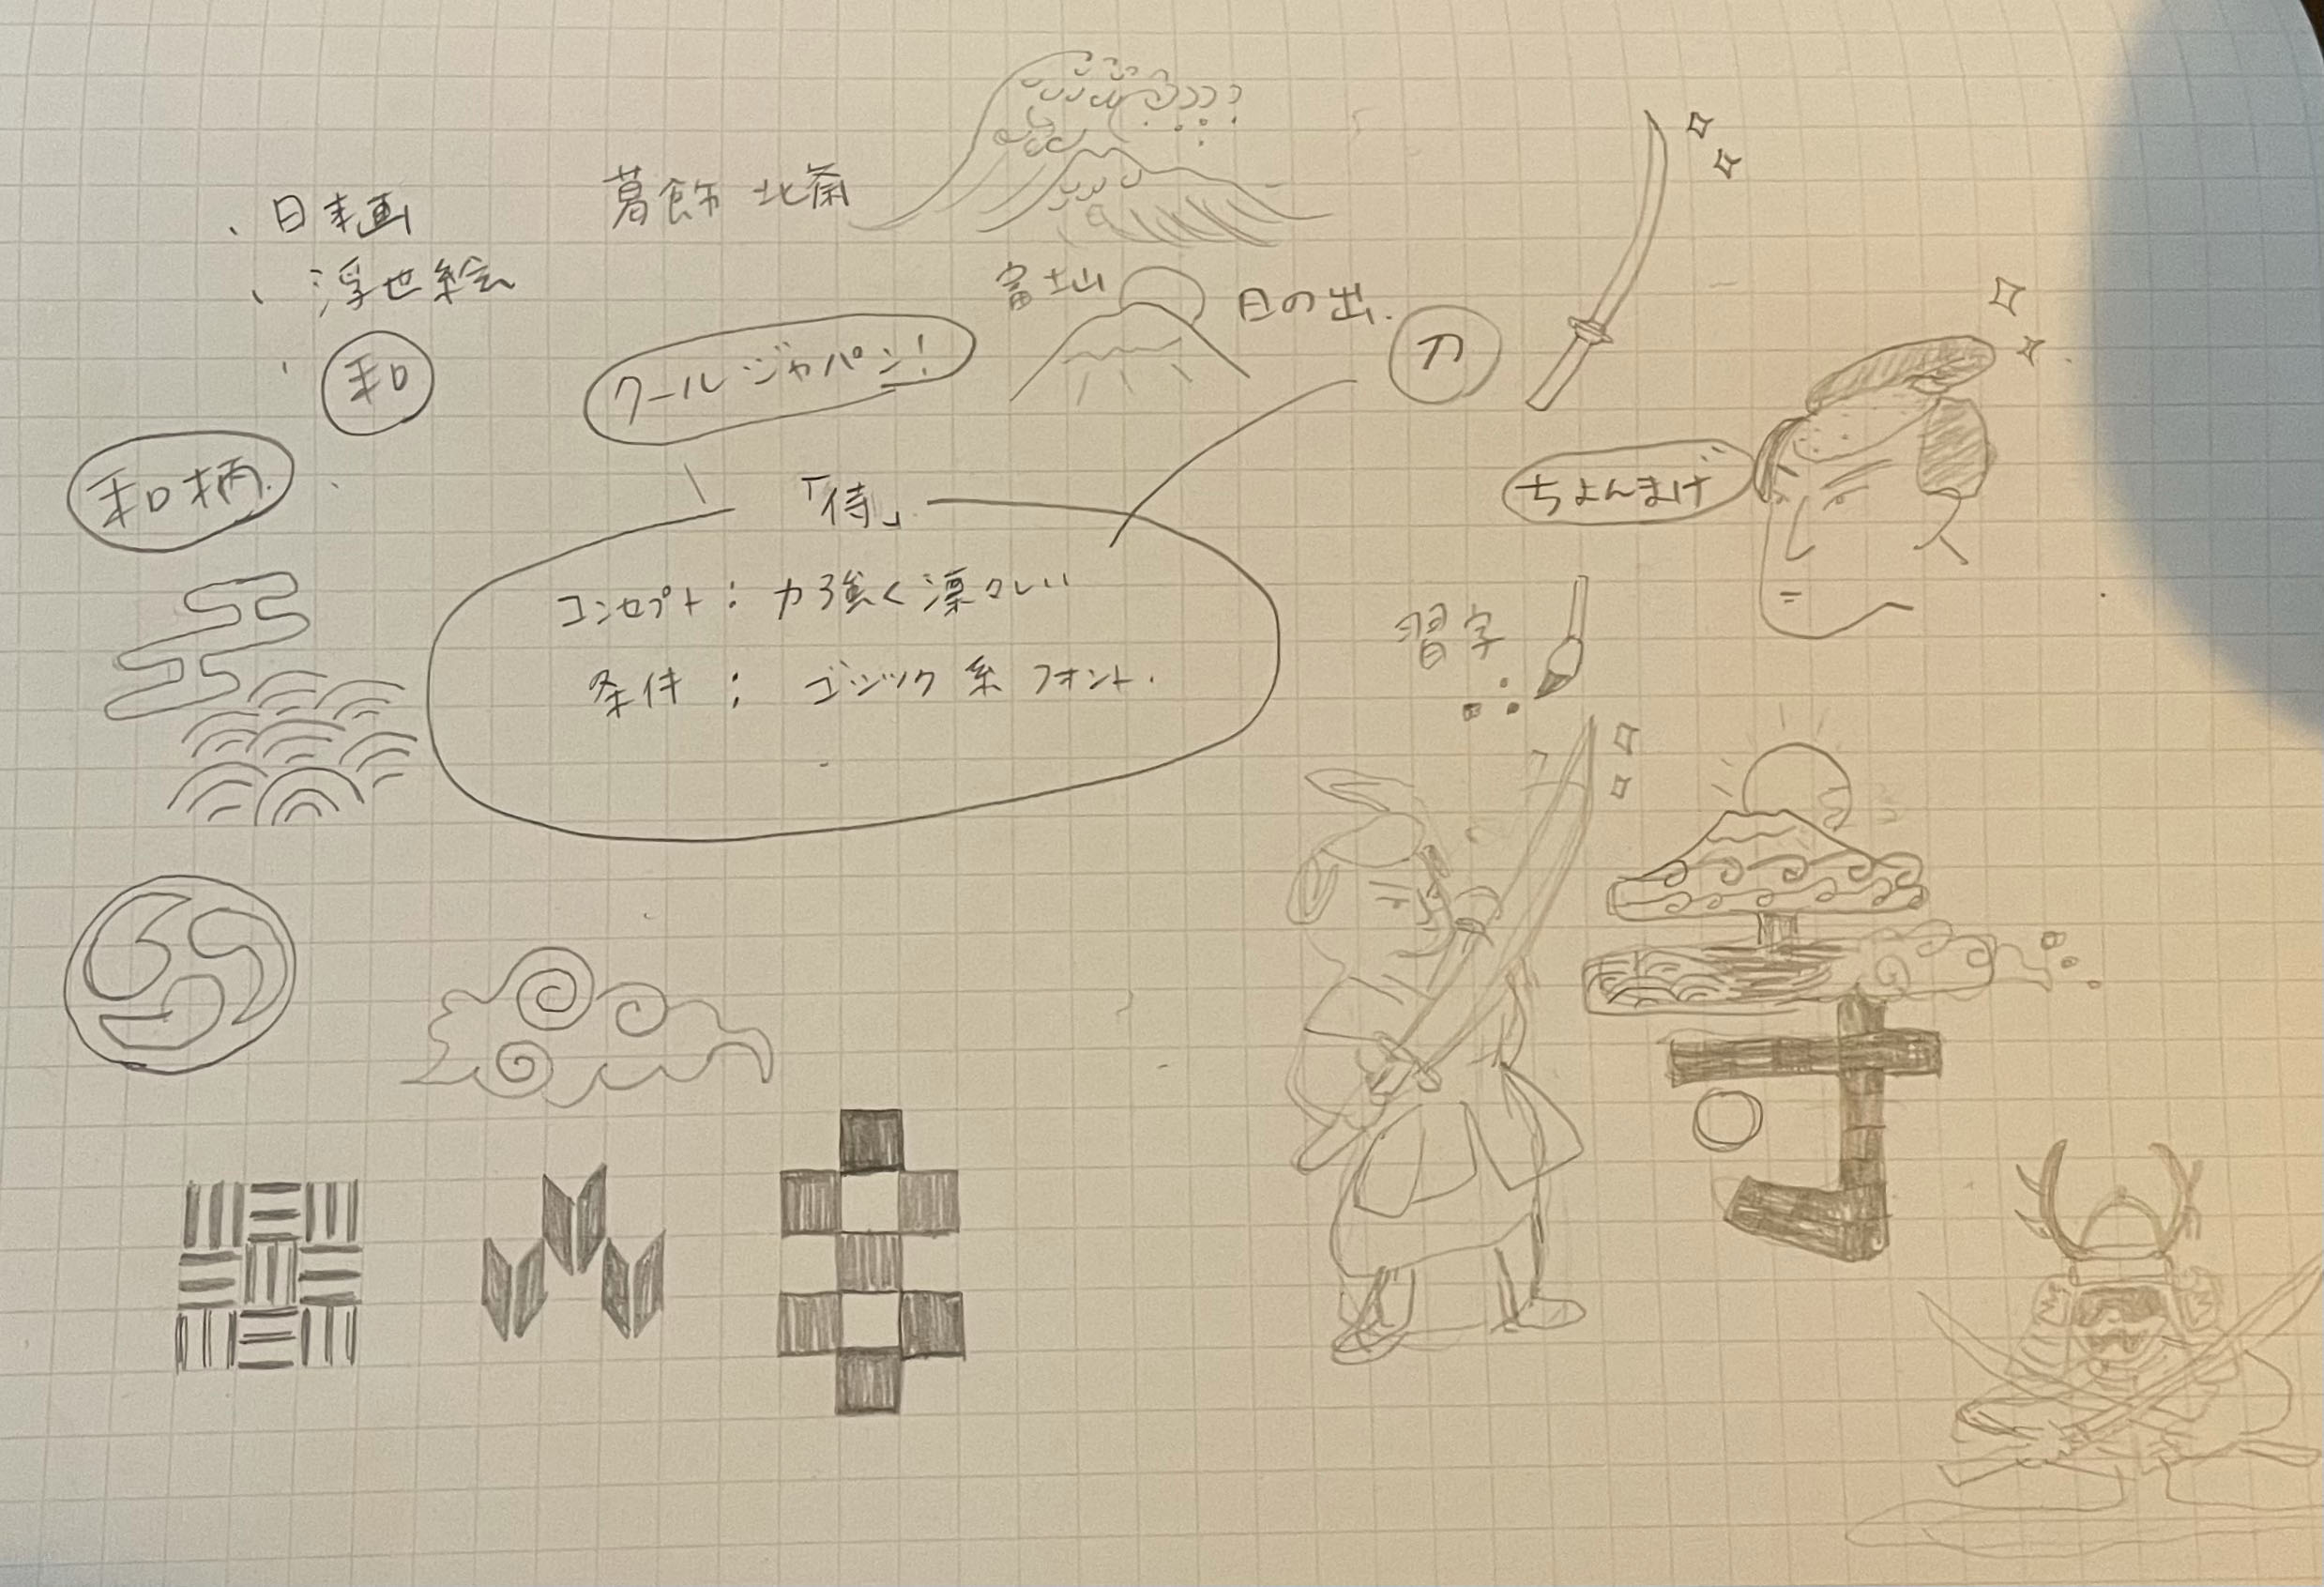 ・日本画
・浮世絵
・
和
和柄
葛飾 北斎
富士山
日の出
クールジャパン!
刀
ちょんまげ
「侍」
コンセプト：力強く凛々しい
条件：ゴシック系フォント.
習字